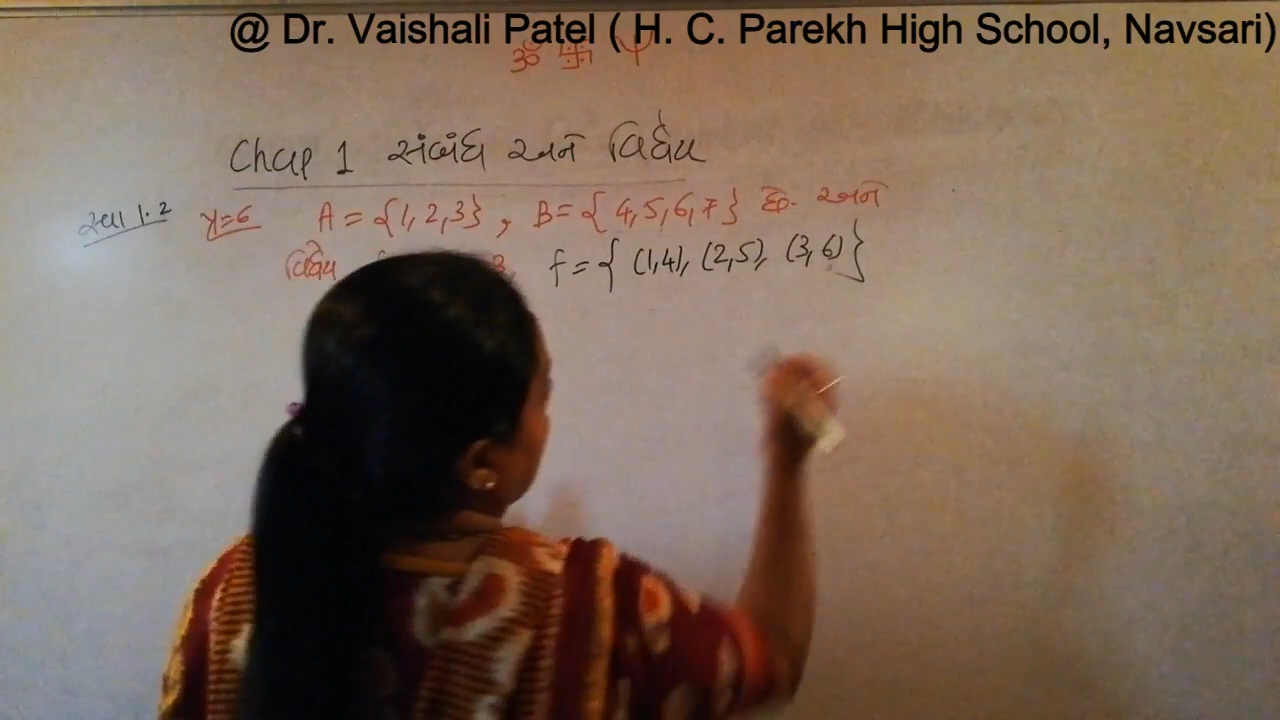 @ Dr. Vaishali Patel ( H. C. Parekh High School, Navsari)
ॐ 卐
Chap 1 સંબંધ અને વિધેય
સ્વા 1.2 પ્ર=6 A = {1,2,3} , B = {4,5,6,7} છે. અને
વિધેય f = { (1,4), (2,5), (3,6)}